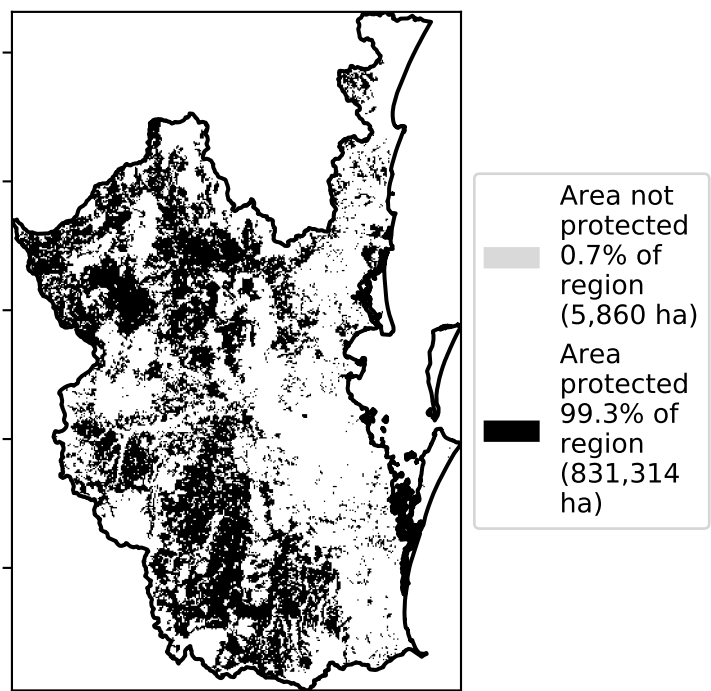 Area not
protected
0.7% of
region
(5,860 ha)
Area
protected
99.3% of
region
(831,314
ha)